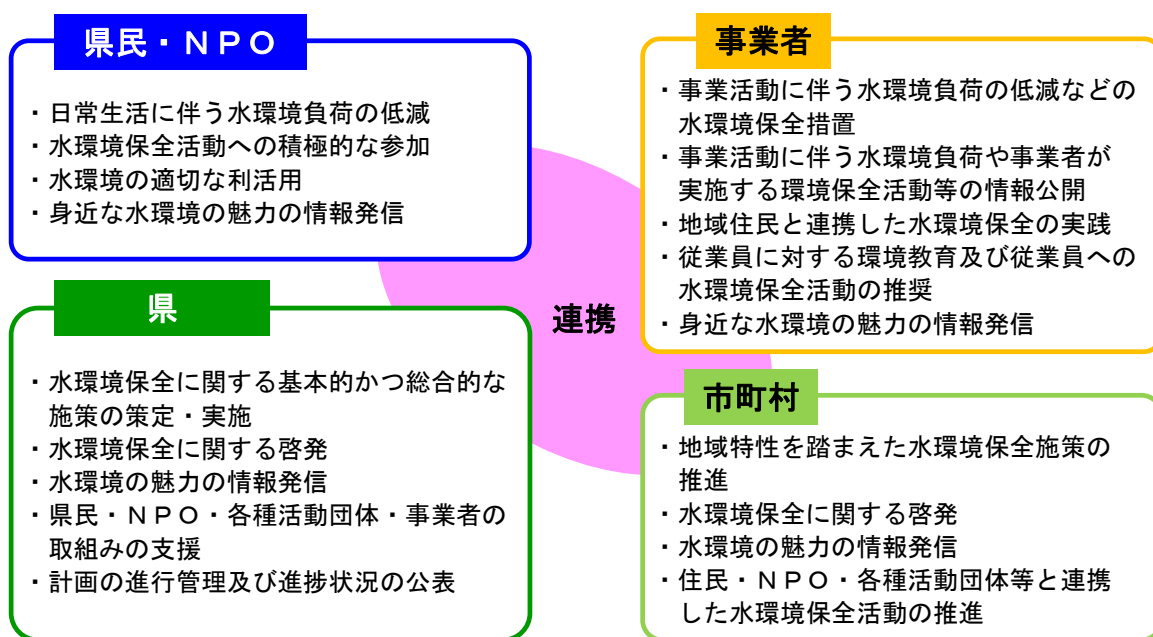 県民・ＮＰＯ
・日常生活に伴う水環境負荷の低減
・水環境保全活動への積極的な参加
・水環境の適切な利活用
・身近な水環境の魅力の情報発信
事業者
・事業活動に伴う水環境負荷の低減などの
水環境保全措置
・事業活動に伴う水環境負荷や事業者が
実施する環境保全活動等の情報公開
・地域住民と連携した水環境保全の実践
・従業員に対する環境教育及び従業員への
水環境保全活動の推奨
・身近な水環境の魅力の情報発信
連携
県
・水環境保全に関する基本的かつ総合的な
施策の策定・実施
・水環境保全に関する啓発
・水環境の魅力の情報発信
・県民・ＮＰＯ・各種活動団体・事業者の
取組みの支援
・計画の進行管理及び進捗状況の公表
市町村
・地域特性を踏まえた水環境保全施策の
推進
・水環境保全に関する啓発
・水環境の魅力の情報発信
・住民・ＮＰＯ・各種活動団体等と連携
した水環境保全活動の推進